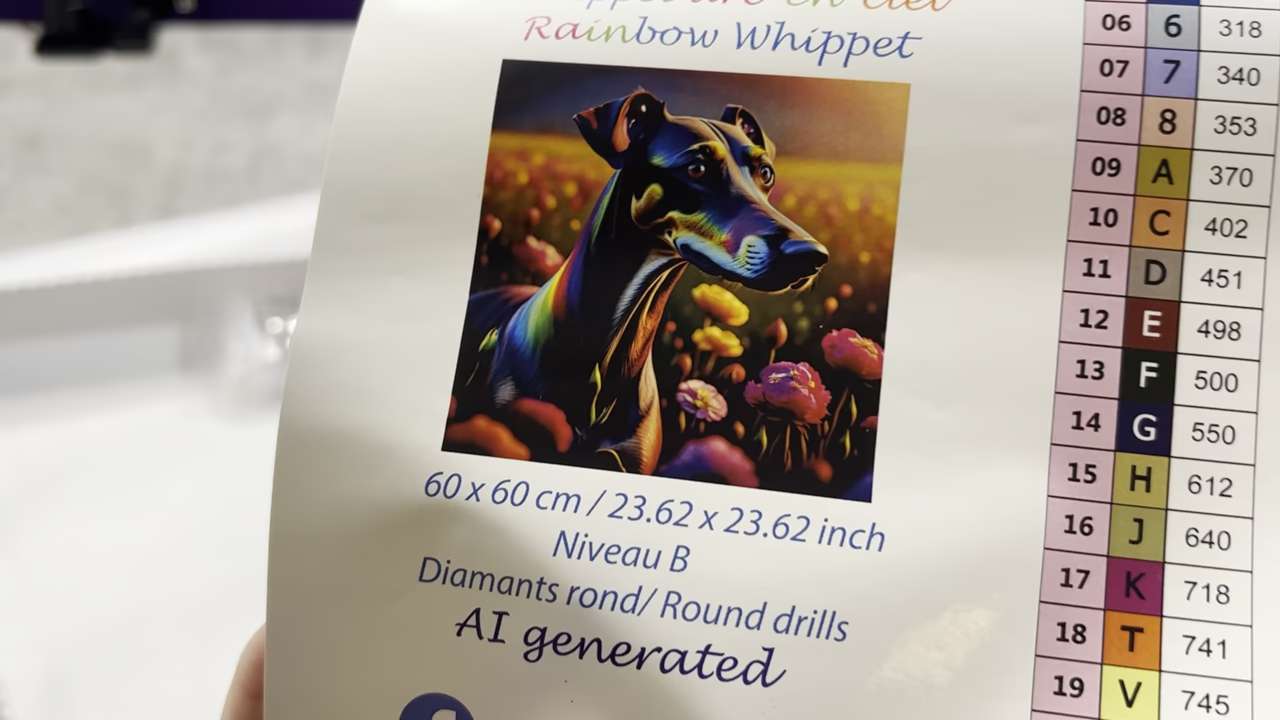 en ciel
Rainbow Whippet
60 x 60 cm / 23.62 x 23.62 inch
Niveau B
Diamants rond/ Round drills
AI generated
06 6 318
07 7 340
08 8 353
09 A 370
10 C 402
11 D 451
12 E 498
13 F 500
14 G 550
15 H 612
16 J 640
17 K 718
18 T 741
19 V 745